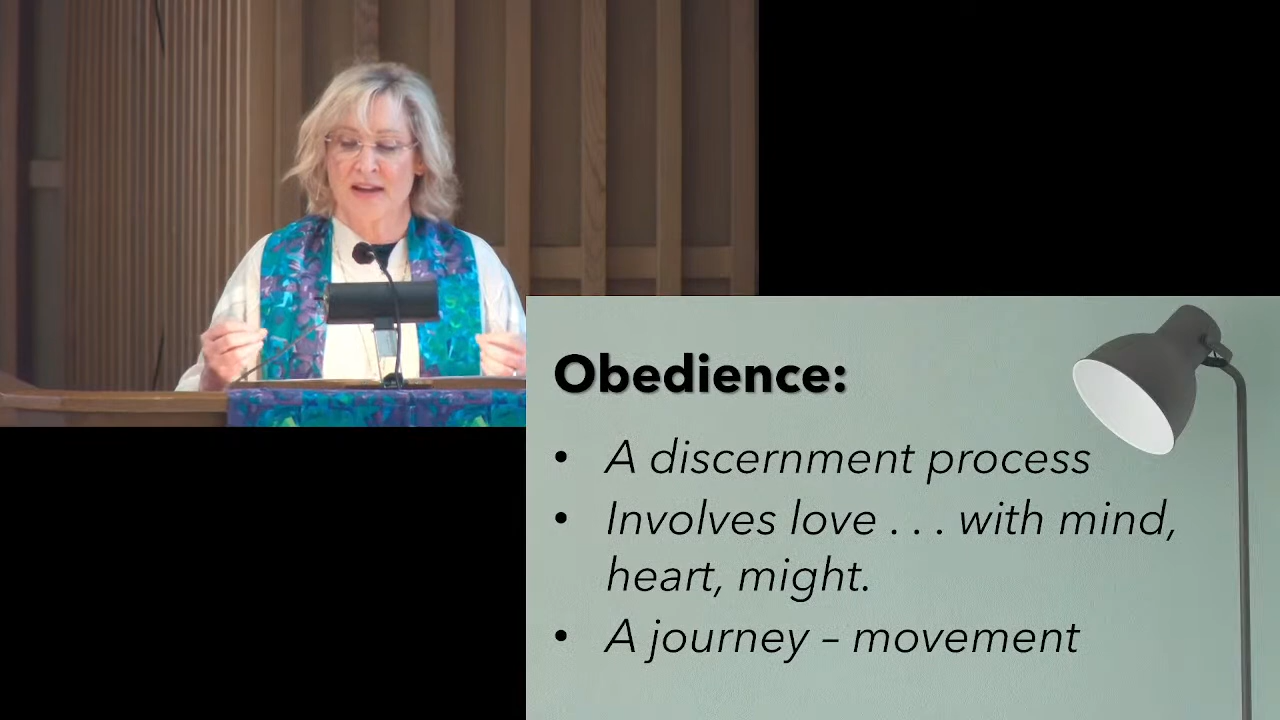 Obedience:
• A discernment process
• Involves love . . . with mind,
heart, might.
• A journey – movement